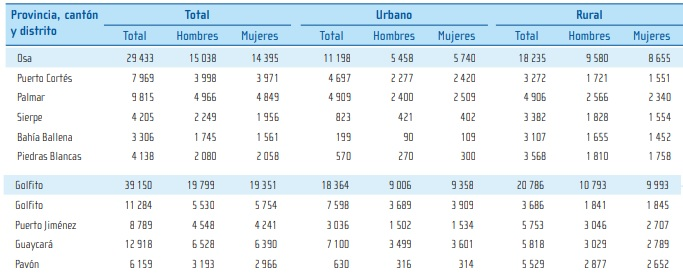 Provincia, cantón y distrito Total Urbano Rural
Total Hombres Mujeres Total Hombres Mujeres Total Hombres Mujeres
Osa 29 433 15 038 14 395 11 198 5 458 5 740 18 235 9 580 8 655
Puerto Cortés 7 969 3 998 3 971 4 697 2 277 2 420 3 272 1 721 1 551
Palmar 9 815 4 966 4 849 4 909 2 400 2 509 4 906 2 566 2 340
Sierpe 4 205 2 249 1 956 823 421 402 3 382 1 828 1 554
Bahía Ballena 3 306 1 745 1 561 199 90 109 3 107 1 655 1 452
Piedras Blancas 4 138 2 080 2 058 570 270 300 3 568 1 810 1 758
Golfito 39 150 19 799 19 351 18 364 9 006 9 358 20 786 10 793 9 993
Golfito 11 284 5 530 5 754 7 598 3 689 3 909 3 686 1 841 1 845
Puerto Jiménez 8 789 4 548 4 241 3 036 1 502 1 534 5 753 3 046 2 707
Guaycará 12 918 6 528 6 390 7 100 3 499 3 601 5 818 3 029 2 789
Pavón 6 159 3 193 2 966 630 316 314 5 529 2 877 2 652